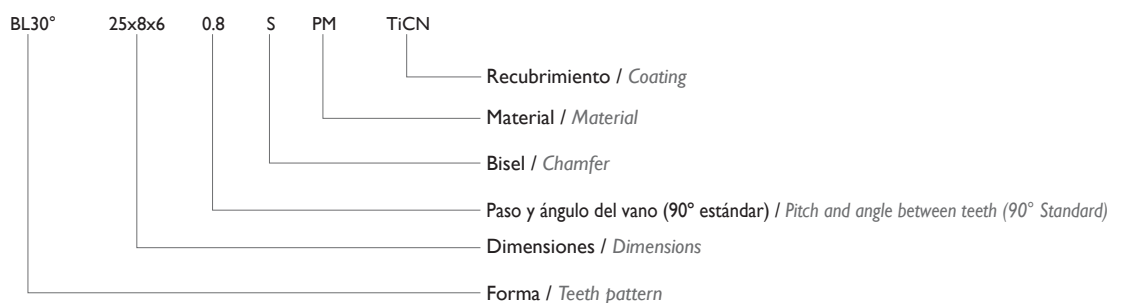 BL30° 25x8x6 0.8 S PM TiCN
Recubrimiento / Coating
Material / Material
Bisel / Chamfer
Paso y ángulo del vano (90º estándar) / Pitch and angle between teeth (90° Standard)
Dimensiones / Dimensions
Forma / Teeth pattern